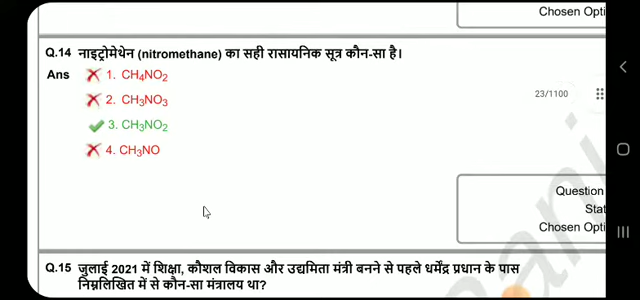 Chosen Opti
Q.14 नाइट्रोमेथेन (nitromethane) का सही रासायनिक सूत्र कौन-सा है।
Ans 1. CH₄NO₂
2. CH₃NO₃
23/1100
3. CH₃NO₂
4. CH₃NO
Question
Stat
Chosen Opti
Q.15 जुलाई 2021 में शिक्षा, कौशल विकास और उद्यमिता मंत्री बनने से पहले धर्मेंद्र प्रधान के पास
निम्नलिखित में से कौन-सा मंत्रालय था?